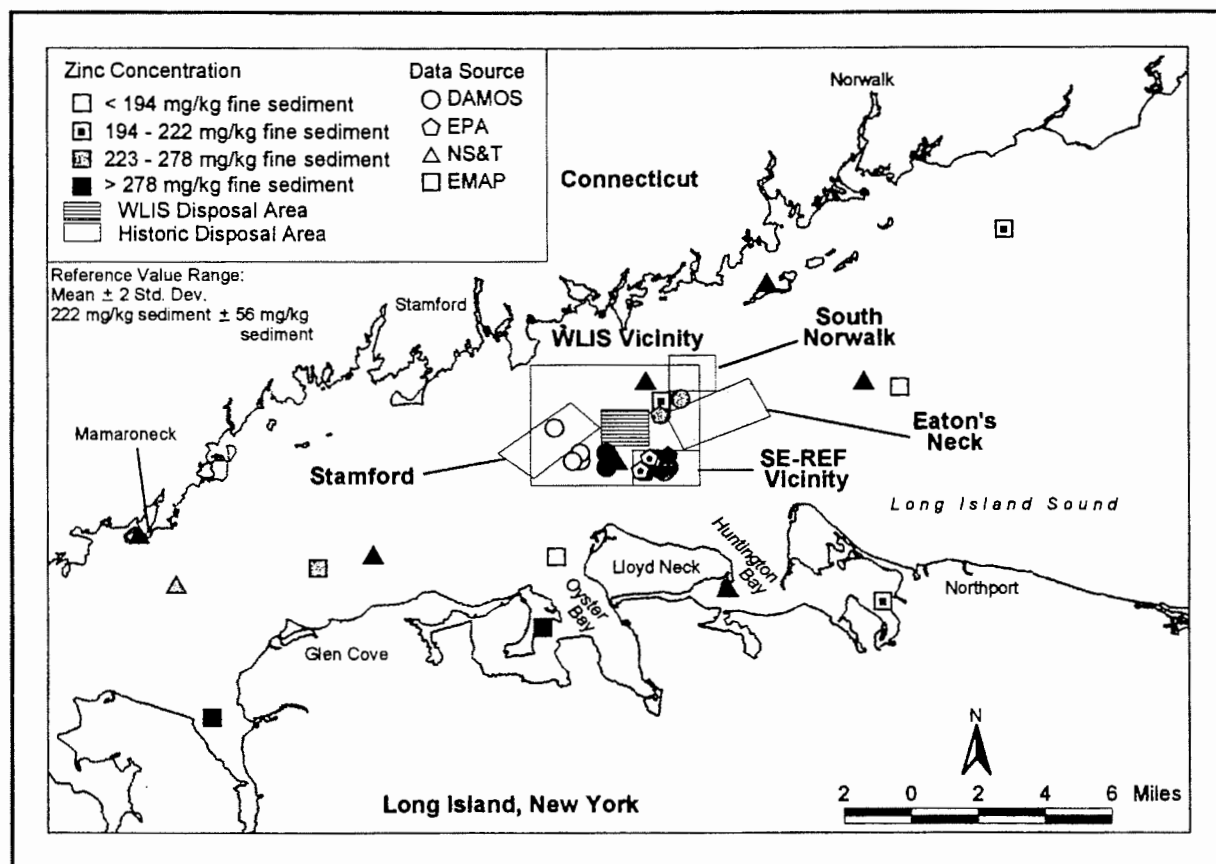 Zinc Concentration
< 194 mg/kg fine sediment
194 - 222 mg/kg fine sediment
223 - 278 mg/kg fine sediment
> 278 mg/kg fine sediment
WLIS Disposal Area
Historic Disposal Area
Data Source
DAMOS
EPA
NS&T
EMAP
Reference Value Range:
Mean ± 2 Std. Dev.
222 mg/kg sediment ± 56 mg/kg
sediment
Norwalk
Connecticut
Stamford
WLIS Vicinity
South
Norwalk
Mamaroneck
Eaton's
Neck
Stamford
SE-REF
Vicinity
Long Island Sound
Huntington
Bay
Lloyd Neck
Oyster
Bay
Northport
Glen Cove
N
Long Island, New York
2 0 2 4 6 Miles